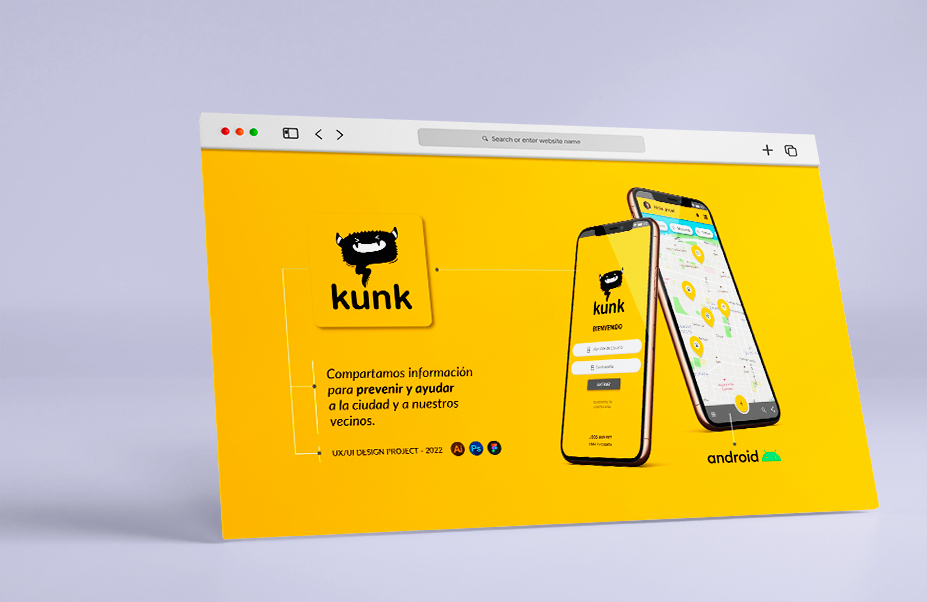 Search or enter website name
kunk
Compartamos información
para prevenir y ayudar
a la ciudad y a nuestros
vecinos.
UX/UI DESIGN PROJECT - 2022
Ai
Ps
kunk
BIENVENIDO
android